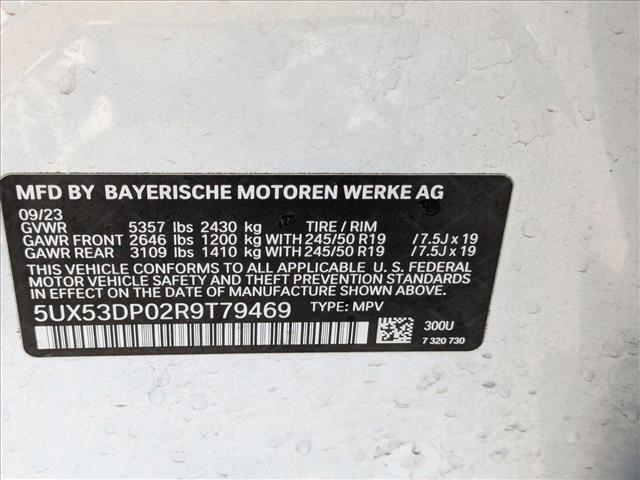 MFD BY BAYERISCHE MOTOREN WERKE AG
09/23
GVWR 5357 lbs 2430 kg TIRE / RIM
GAWR FRONT 2646 lbs 1200 kg WITH 245/50 R19 / 7.5J x 19
GAWR REAR 3109 lbs 1410 kg WITH 245/50 R19 / 7.5J x 19
THIS VEHICLE CONFORMS TO ALL APPLICABLE U. S. FEDERAL
MOTOR VEHICLE SAFETY AND THEFT PREVENTION STANDARDS
IN EFFECT ON THE DATE OF MANUFACTURE SHOWN ABOVE.
5UX53DP02R9T79469 TYPE: MPV
300U
7 320 730